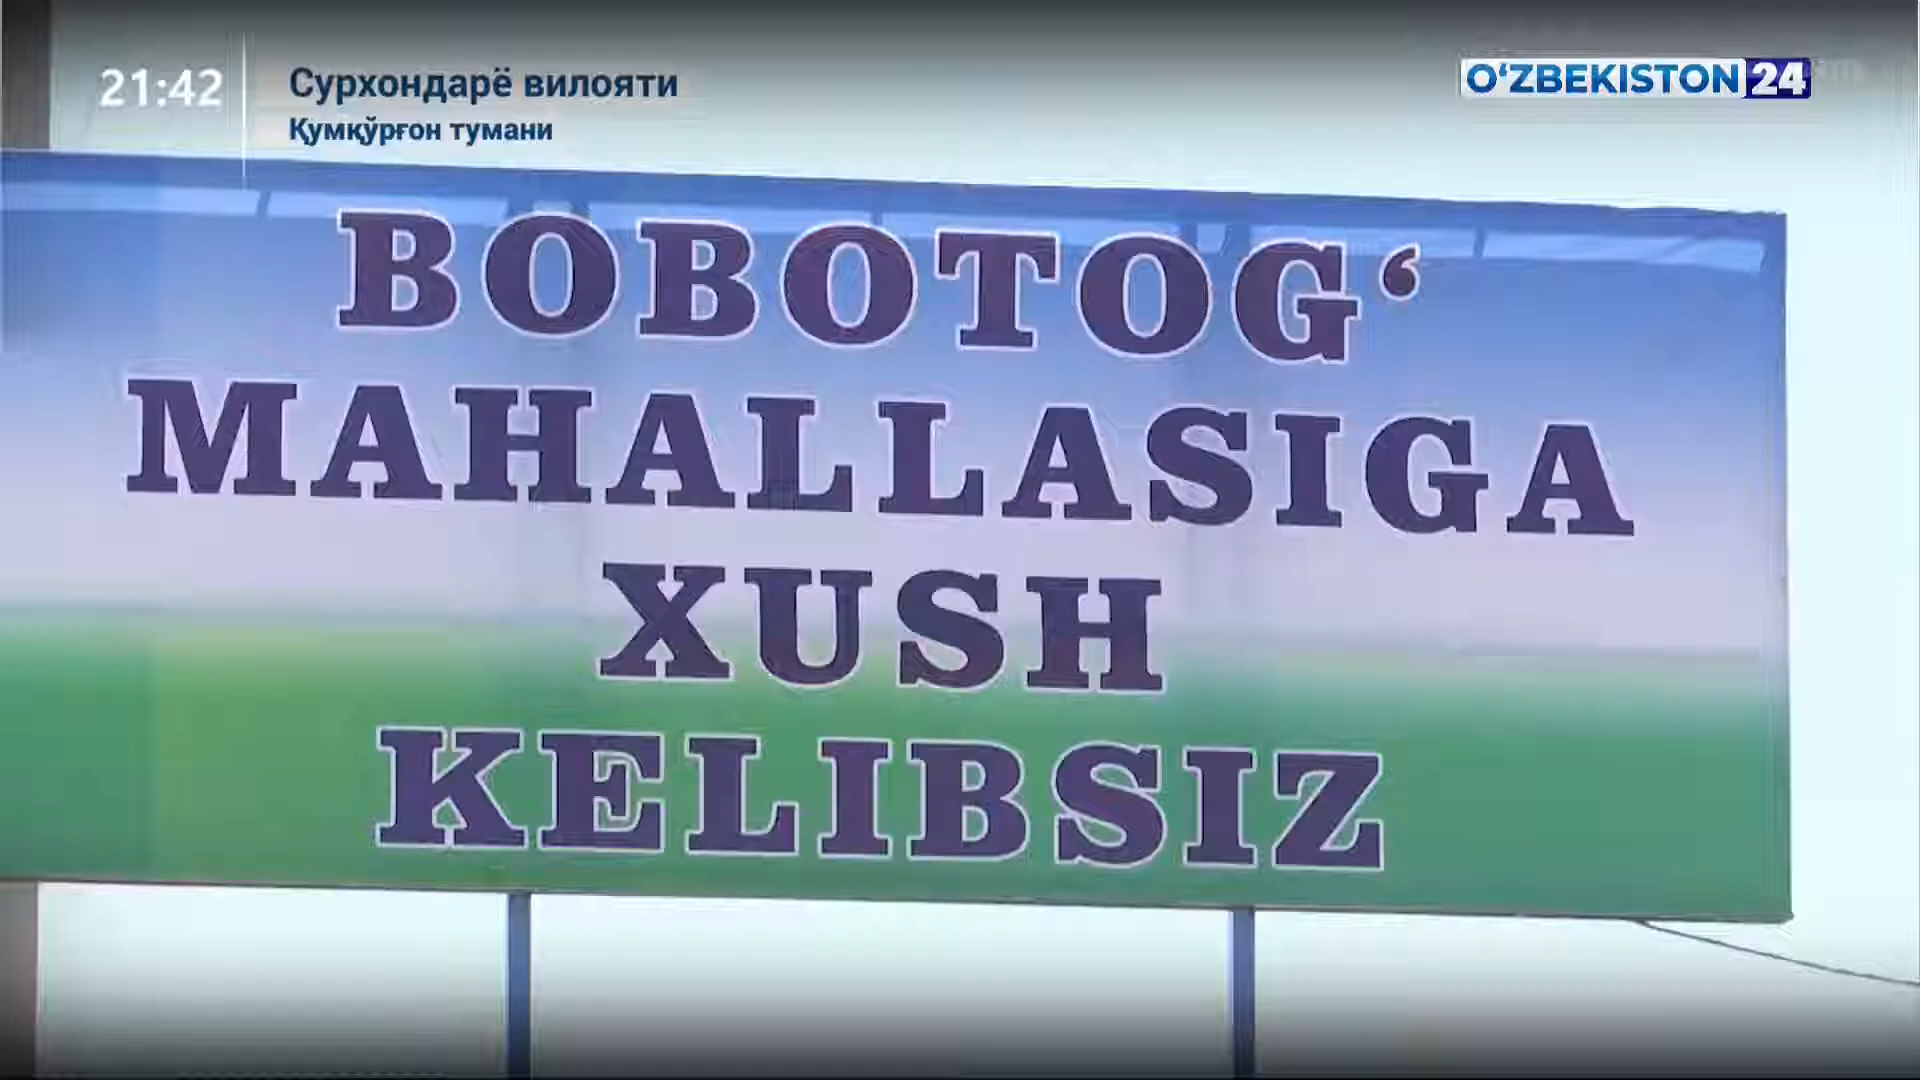 21:42
Сурхондарё вилояти
Қумқўрғон тумани
O‘ZBEKISTON 24
BOBOTOG‘
MAHALLASIGA
XUSH
KELIBSIZ